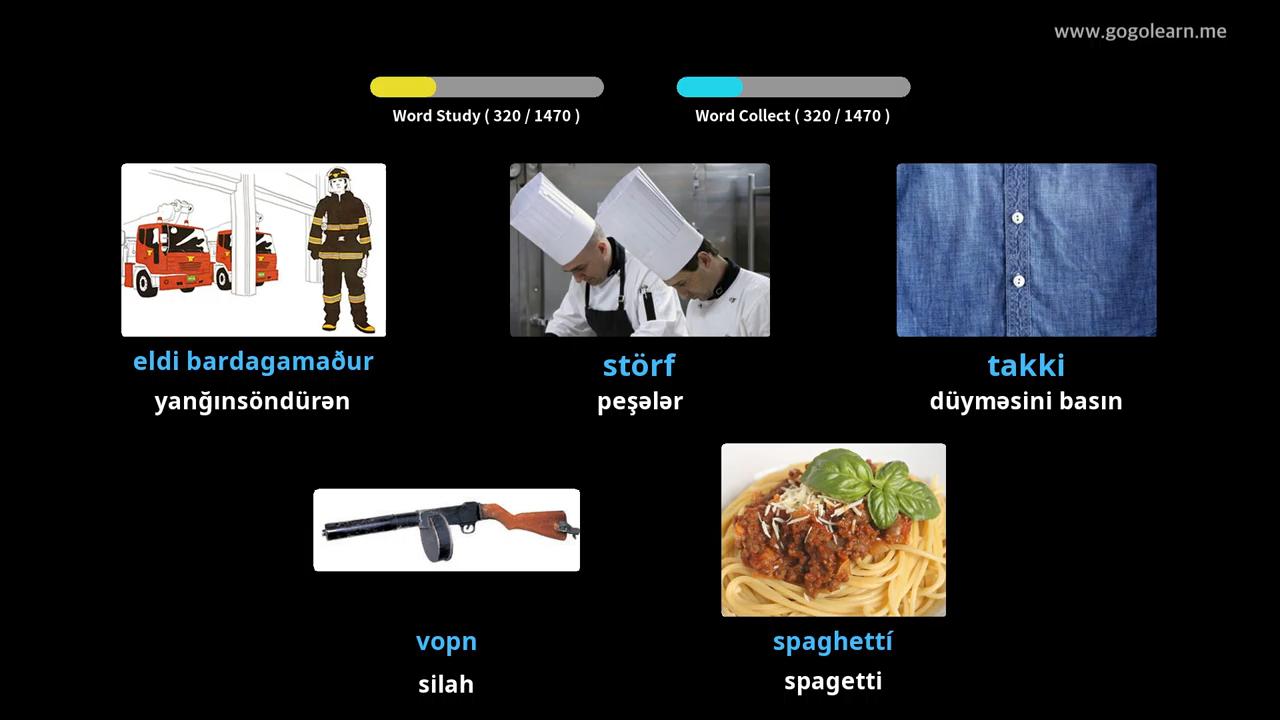 www.gogolearn.me
Word Study ( 320 / 1470 )
Word Collect ( 320 / 1470 )
eldi bardagamaður
störf
takki
yanğınsöndürən
peşələr
düyməsini basın
vopn
spaghettí
silah
spagetti